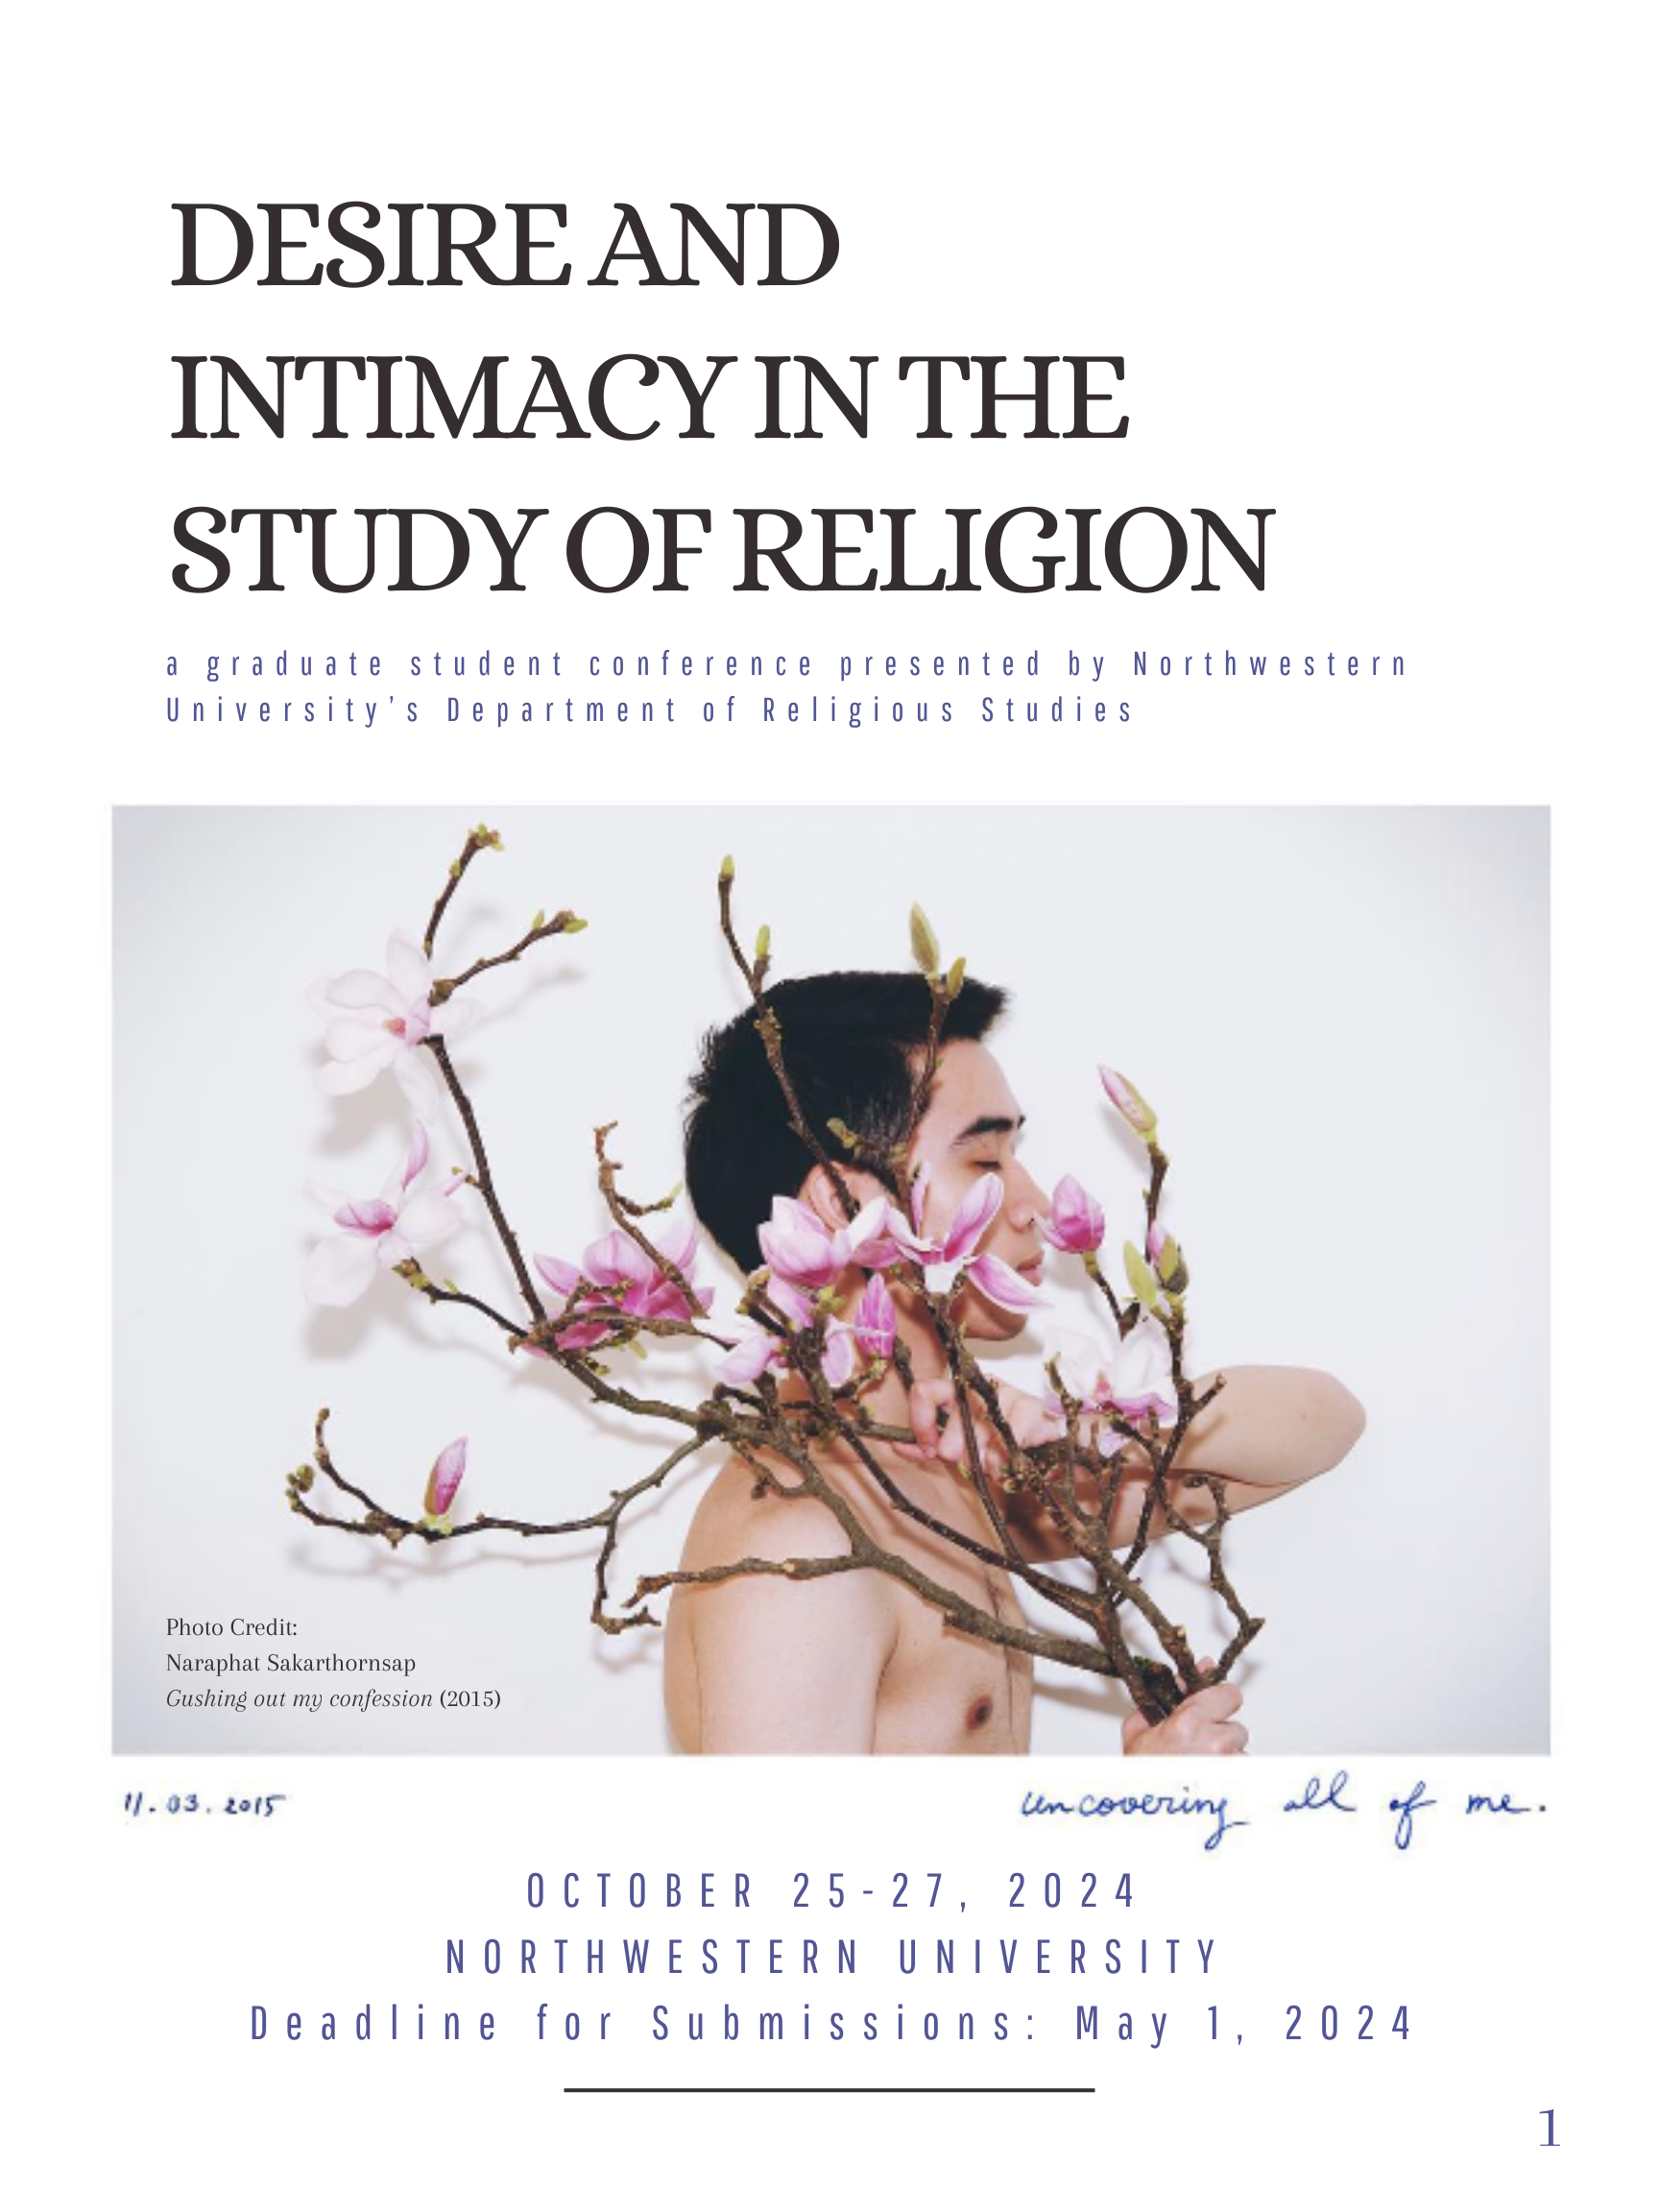 DESIRE AND
INTIMACY IN THE
STUDY OF RELIGION
a graduate student conference presented by Northwestern
University's Department of Religious Studies
Photo Credit:
Naraphat Sakarthornsap
Gushing out my confession (2015)
11.03.2015
uncovering all of me.
OCTOBER 25-27, 2024
NORTHWESTERN UNIVERSITY
Deadline for Submissions: May 1, 2024
1